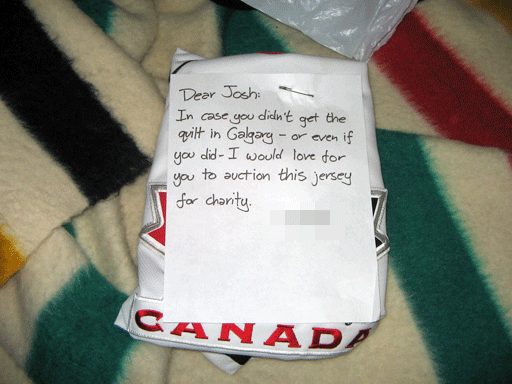 Dear Josh:
In case you didn't get the
quilt in Calgary - or even if
you did - I would love for
you to auction this jersey
for charity.
CANADA